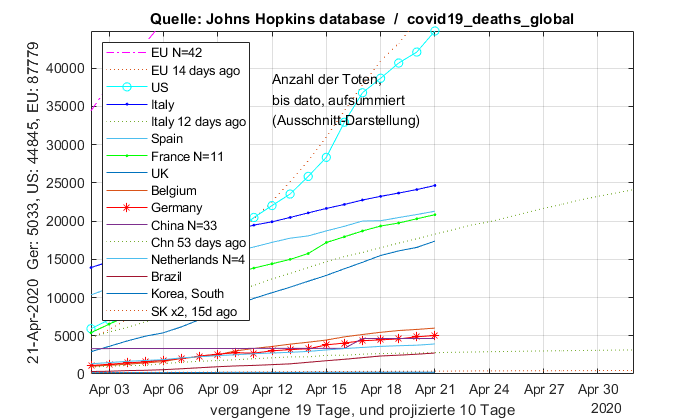 Quelle: Johns Hopkins database / covid19_deaths_global
21-Apr-2020 Ger: 5033, US: 44845, EU: 87779
40000
35000
30000
25000
20000
15000
10000
5000
0
EU N=42
EU 14 days ago
US
Italy
Italy 12 days ago
Spain
France N=11
UK
Belgium
Germany
China N=33
Chn 53 days ago
Netherlands N=4
Brazil
Korea, South
SK x2, 15d ago
Anzahl der Toten,
bis dato, aufsummiert
(Ausschnitt-Darstellung)
Apr 03 Apr 06 Apr 09 Apr 12 Apr 15 Apr 18 Apr 21 Apr 24 Apr 27 Apr 30
2020
vergangene 19 Tage, und projizierte 10 Tage